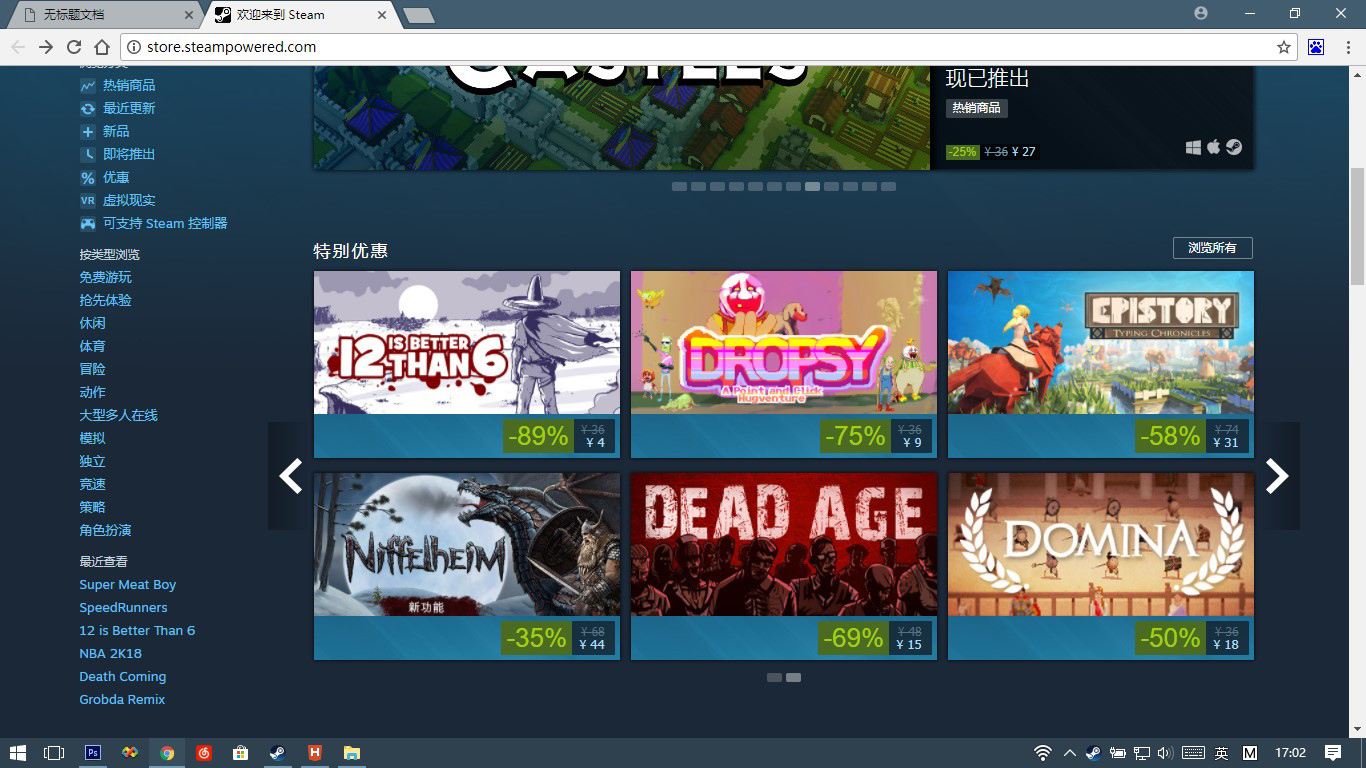 无标题文档
欢迎来到 Steam
store.steampowered.com
热销商品
最近更新
新品
即将推出
优惠
VR 虚拟现实
可支持 Steam 控制器
按类型浏览
免费游玩
抢先体验
休闲
体育
冒险
动作
大型多人在线
模拟
独立
竞速
策略
角色扮演
最近查看
Super Meat Boy
SpeedRunners
12 is Better Than 6
NBA 2K18
Death Coming
Grobda Remix
CASTLES
现已推出
热销商品
-25% ¥ 36 ¥ 27
特别优惠
浏览所有
12 IS BETTER THAN 6
-89% ¥ 36 ¥ 4
DROPSY
A Point and Click
Hugventure
-75% ¥ 36 ¥ 9
EPISTORY
TYPING CHRONICLES
-58% ¥ 74 ¥ 31
NIFFELHEIM
新功能
-35% ¥ 68 ¥ 44
DEAD AGE
-69% ¥ 48 ¥ 15
DOMINA
-50% ¥ 36 ¥ 18
Ps
H
英
M
17:02